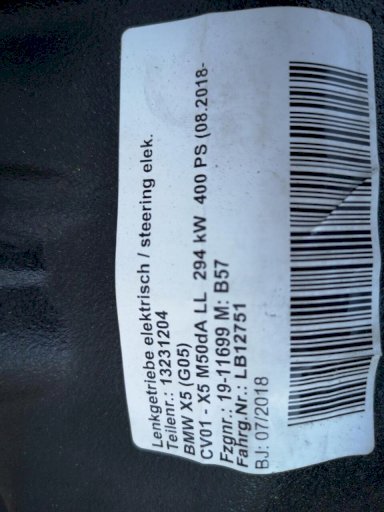 Lenkgetriebe elektrisch / steering elek.
Teilenr.: 13231204
BMW X5 (G05)
CV01 - X5 M50dA LL 294 kW 400 PS (08.2018-
Fzgnr.: 19-11699 M: B57
Fahrg.Nr.: LB12751
BJ: 07/2018